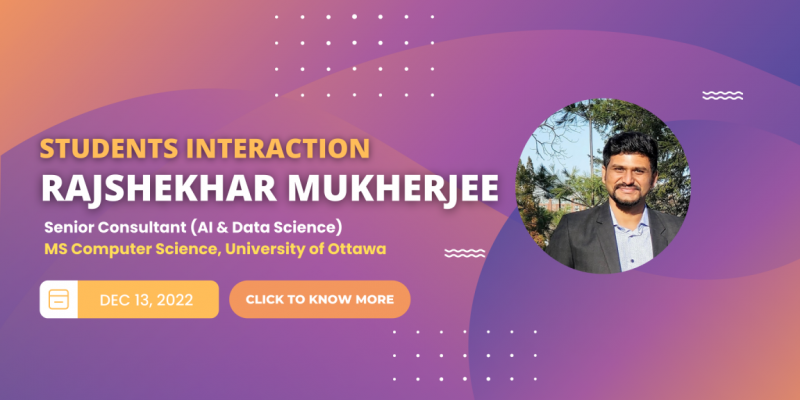 STUDENTS INTERACTION
RAJSHEKHAR MUKHERJEE
Senior Consultant (AI & Data Science)
MS Computer Science, University of Ottawa
DEC 13, 2022
CLICK TO KNOW MORE